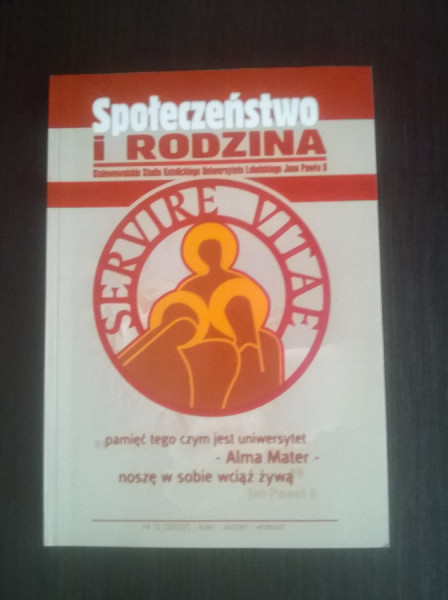 Społeczeństwo
i RODZINA
Stalowowolskie Studia Katolickiego Uniwersytetu Lubelskiego Jana Pawła II
SERVIRE VITAE
pamięć tego czym jest uniwersytet
- Alma Mater -
noszę w sobie wciąż żywą
Jan Paweł II